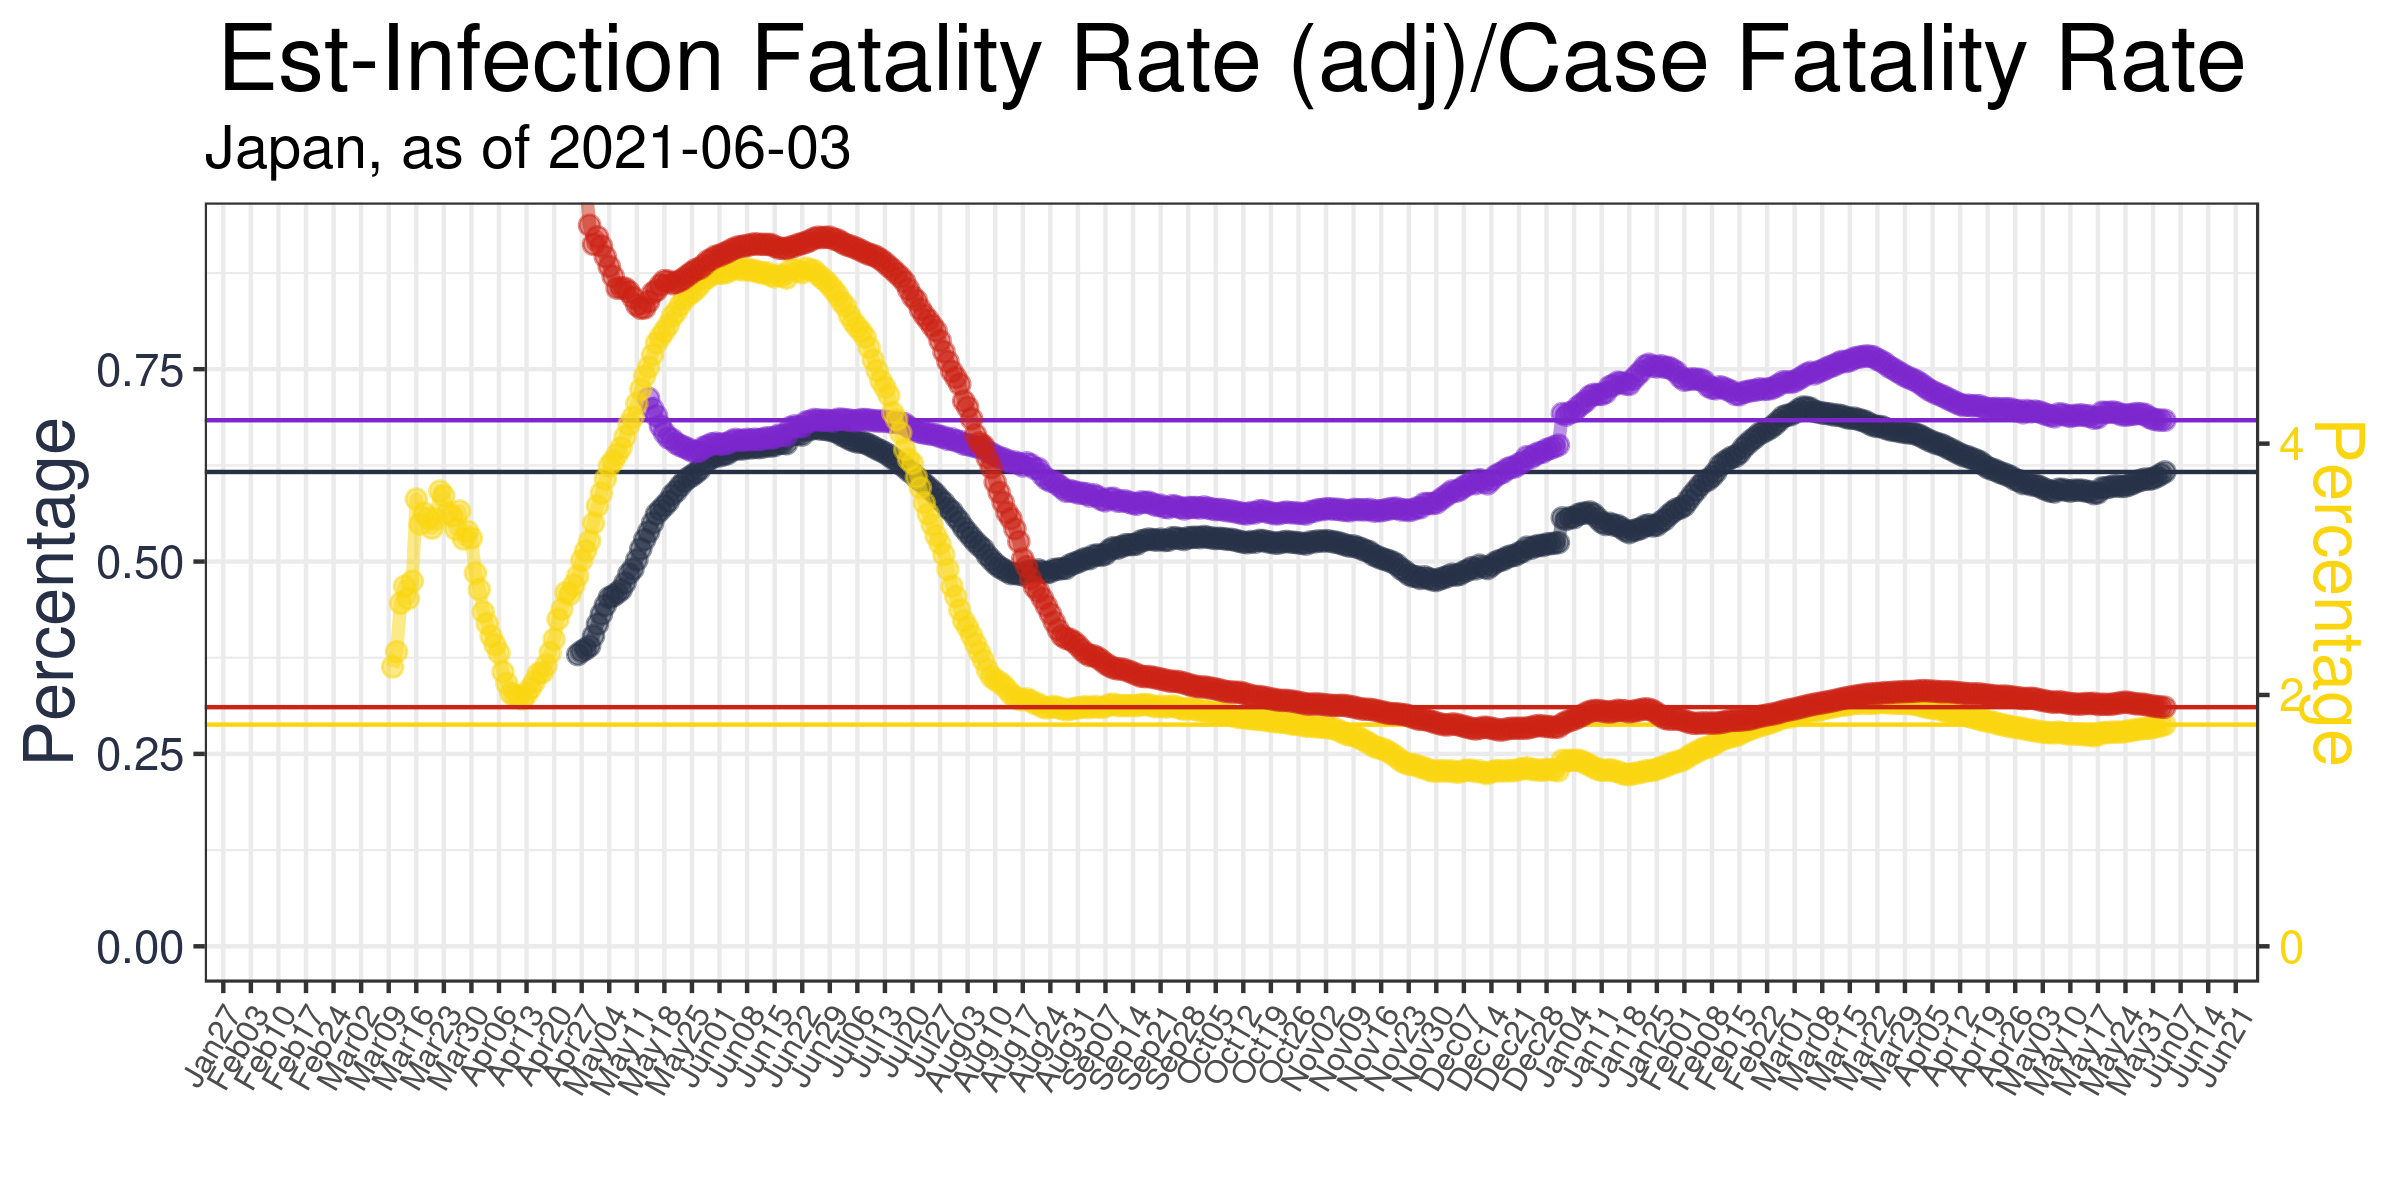 Est-Infection Fatality Rate (adj)/Case Fatality Rate
Japan, as of 2021-06-03
Percentage
0.75
0.50
0.25
0.00
4
2
0
Percentage
Jan27
Feb03
Feb10
Feb17
Feb24
Mar02
Mar09
Mar16
Mar23
Mar30
Apr06
Apr13
Apr20
Apr27
May04
May11
May18
May25
Jun01
Jun08
Jun15
Jun22
Jun29
Jul06
Jul13
Jul20
Jul27
Aug03
Aug10
Aug17
Aug24
Aug31
Sep07
Sep14
Sep21
Sep28
Oct05
Oct12
Oct19
Oct26
Nov02
Nov09
Nov16
Nov23
Nov30
Dec07
Dec14
Dec21
Dec28
Jan04
Jan11
Jan18
Jan25
Feb01
Feb08
Feb15
Feb22
Mar01
Mar08
Mar15
Mar22
Mar29
Apr05
Apr12
Apr19
Apr26
May03
May10
May17
May24
May31
Jun07
Jun14
Jun21